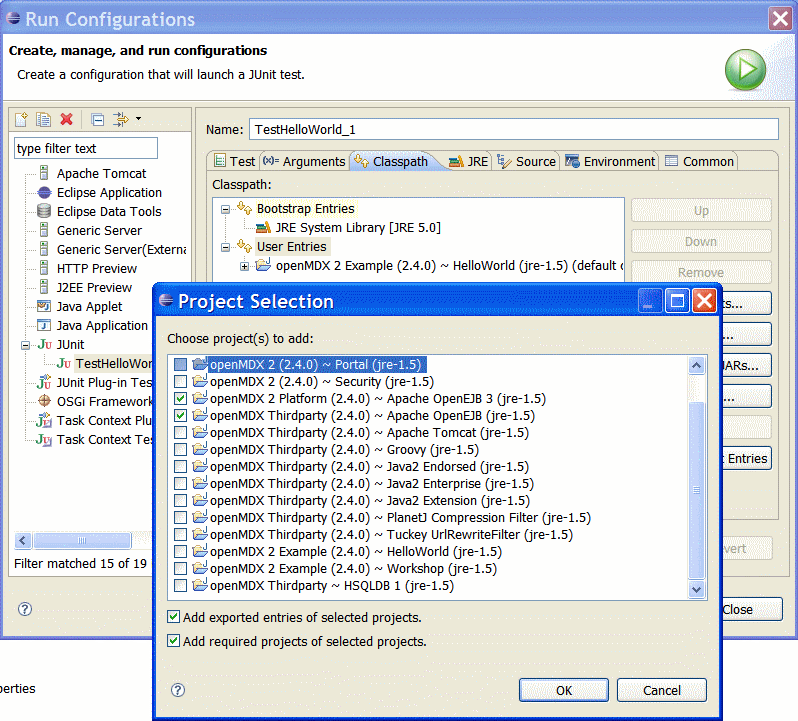 Run Configurations
Create, manage, and run configurations
Create a configuration that will launch a JUnit test.
type filter text
Apache Tomcat
Eclipse Application
Eclipse Data Tools
Generic Server
Generic Server(Externa
HTTP Preview
J2EE Preview
Java Applet
Java Application
JUnit
TestHelloWor
JUnit Plug-in Tes
OSGi Framework
Task Context Plu
Task Context Tes
Filter matched 15 of 19
Name: TestHelloWorld_1
Test (x)= Arguments Classpath JRE Source Environment Common
Classpath:
Bootstrap Entries
JRE System Library [JRE 5.0]
User Entries
openMDX 2 Example (2.4.0) ~ HelloWorld (jre-1.5) (default c
Up
Down
Remove
ts...
...
JARs...
...
t Entries
vert
Close
Project Selection
Choose project(s) to add:
openMDX 2 (2.4.0) ~ Portal (jre-1.5)
openMDX 2 (2.4.0) ~ Security (jre-1.5)
openMDX 2 Platform (2.4.0) ~ Apache OpenEJB 3 (jre-1.5)
openMDX Thirdparty (2.4.0) ~ Apache OpenEJB (jre-1.5)
openMDX Thirdparty (2.4.0) ~ Apache Tomcat (jre-1.5)
openMDX Thirdparty (2.4.0) ~ Groovy (jre-1.5)
openMDX Thirdparty (2.4.0) ~ Java2 Endorsed (jre-1.5)
openMDX Thirdparty (2.4.0) ~ Java2 Enterprise (jre-1.5)
openMDX Thirdparty (2.4.0) ~ Java2 Extension (jre-1.5)
openMDX Thirdparty (2.4.0) ~ PlanetJ Compression Filter (jre-1.5)
openMDX Thirdparty (2.4.0) ~ Tuckey UrlRewriteFilter (jre-1.5)
openMDX 2 Example (2.4.0) ~ HelloWorld (jre-1.5)
openMDX 2 Example (2.4.0) ~ Workshop (jre-1.5)
openMDX Thirdparty ~ HSQLDB 1 (jre-1.5)
Add exported entries of selected projects.
Add required projects of selected projects.
OK Cancel
perties